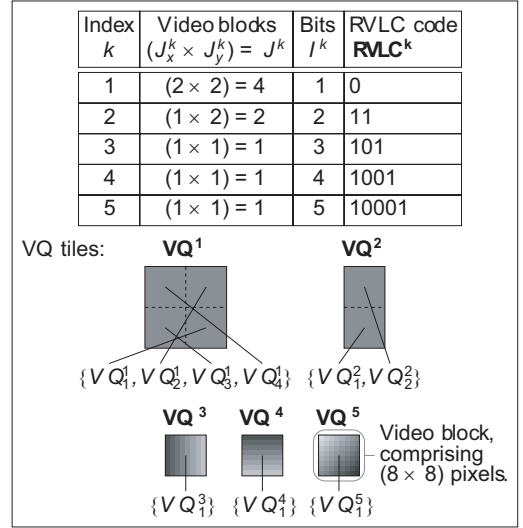 Index Video blocks Bits RVLC code
k (J_x^k × J_y^k) = J^k I^k RVLC^k
1 (2 × 2) = 4 1 0
2 (1 × 2) = 2 2 11
3 (1 × 1) = 1 3 101
4 (1 × 1) = 1 4 1001
5 (1 × 1) = 1 5 10001
VQ tiles: VQ^1 VQ^2
{VQ_1^1, VQ_2^1, VQ_3^1, VQ_4^1} {VQ_1^2, VQ_2^2}
VQ^3 VQ^4 VQ^5
Video block,
comprising
(8 × 8) pixels.
{VQ_1^3} {VQ_1^4} {VQ_1^5}